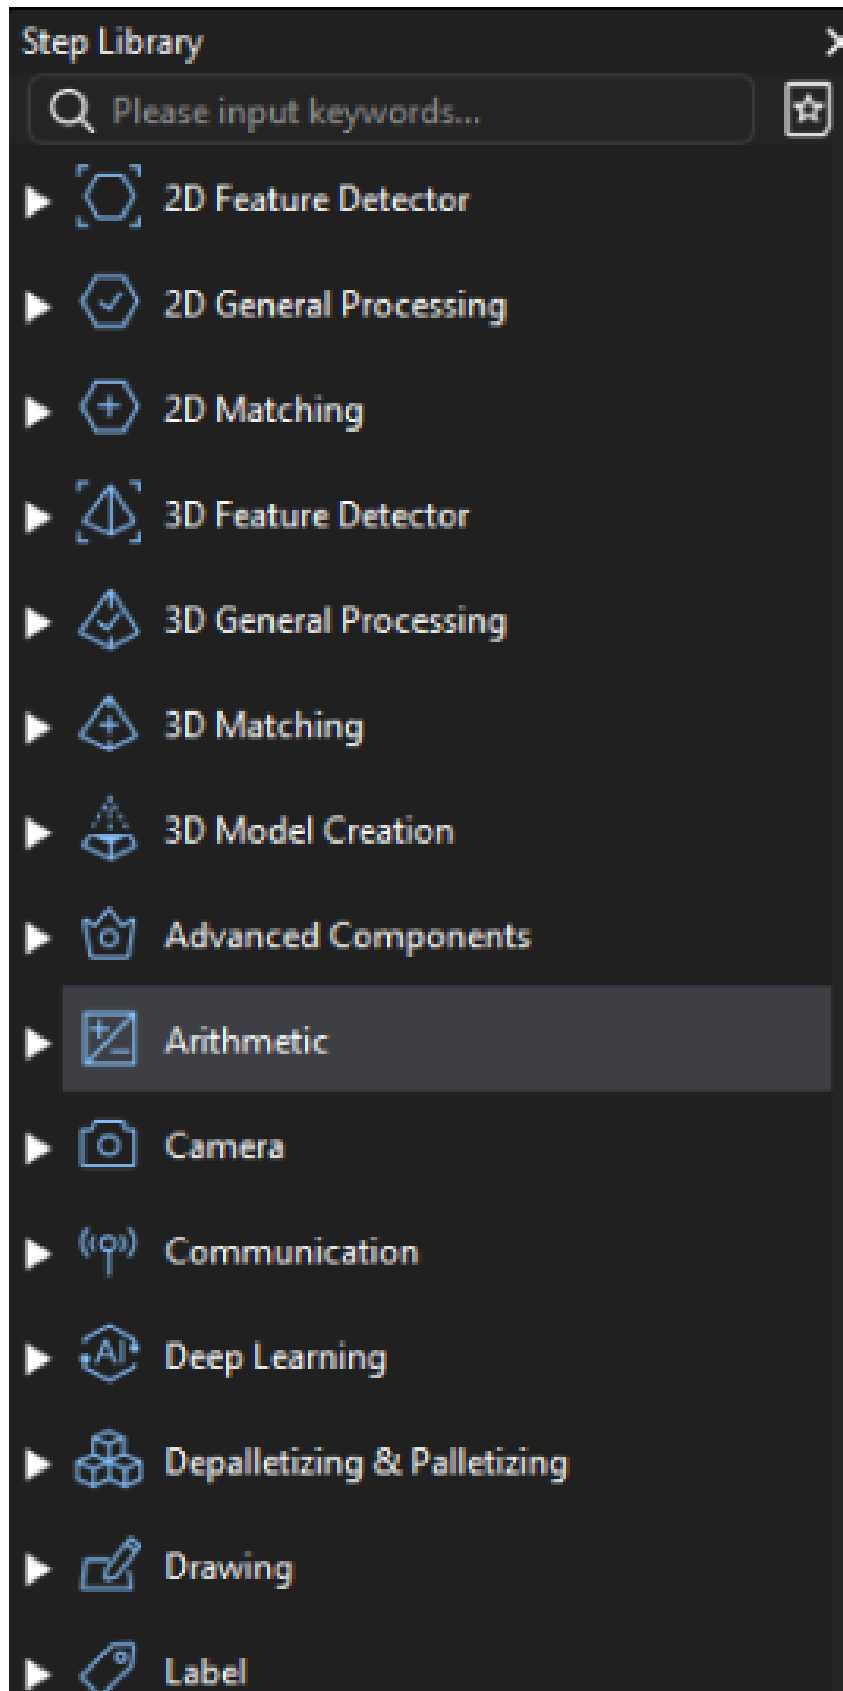 Step Library
Please input keywords...
2D Feature Detector
2D General Processing
2D Matching
3D Feature Detector
3D General Processing
3D Matching
3D Model Creation
Advanced Components
Arithmetic
Camera
Communication
AI
Deep Learning
Depalletizing & Palletizing
Drawing
Label